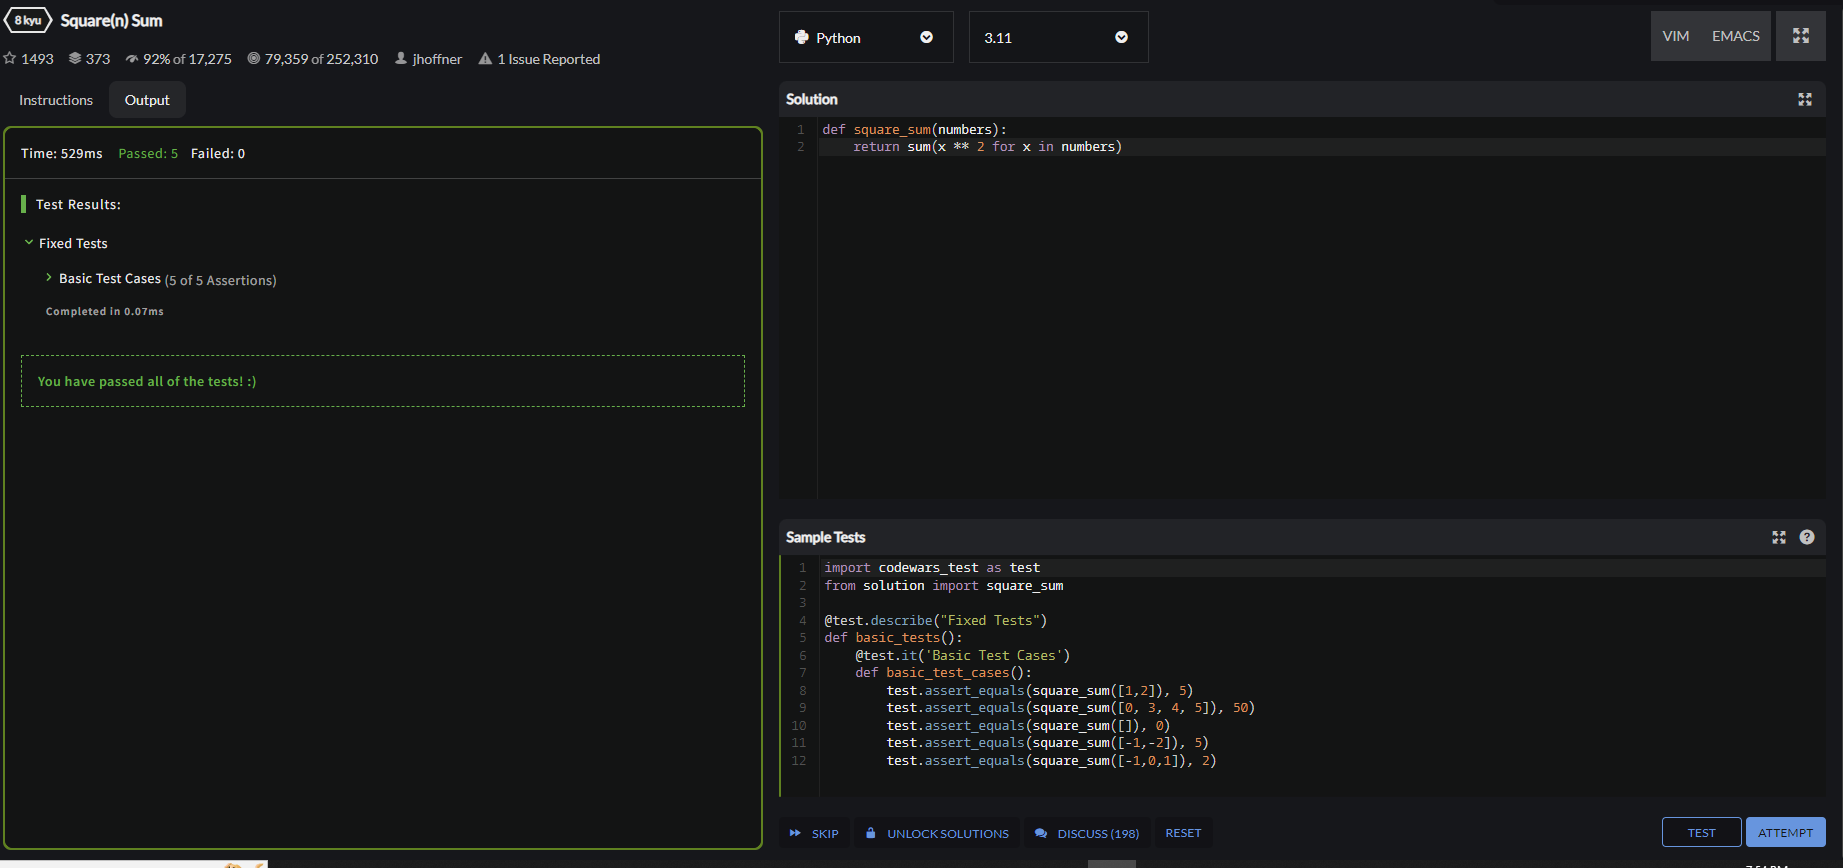 8 kyu Square(n) Sum
1493 373 92% of 17,275 79,359 of 252,310 jhoffner 1 Issue Reported
Instructions Output
Time: 529ms Passed: 5 Failed: 0
Test Results:
Fixed Tests
Basic Test Cases (5 of 5 Assertions)
Completed in 0.07ms
You have passed all of the tests! :)
Python 3.11 VIM EMACS
Solution
1 def square_sum(numbers):
2     return sum(x ** 2 for x in numbers)
Sample Tests ?
1 import codewars_test as test
2 from solution import square_sum
3
4 @test.describe("Fixed Tests")
5 def basic_tests():
6     @test.it('Basic Test Cases')
7     def basic_test_cases():
8         test.assert_equals(square_sum([1,2]), 5)
9         test.assert_equals(square_sum([0, 3, 4, 5]), 50)
10         test.assert_equals(square_sum([]), 0)
11         test.assert_equals(square_sum([-1,-2]), 5)
12         test.assert_equals(square_sum([-1,0,1]), 2)
SKIP UNLOCK SOLUTIONS DISCUSS (198) RESET TEST ATTEMPT